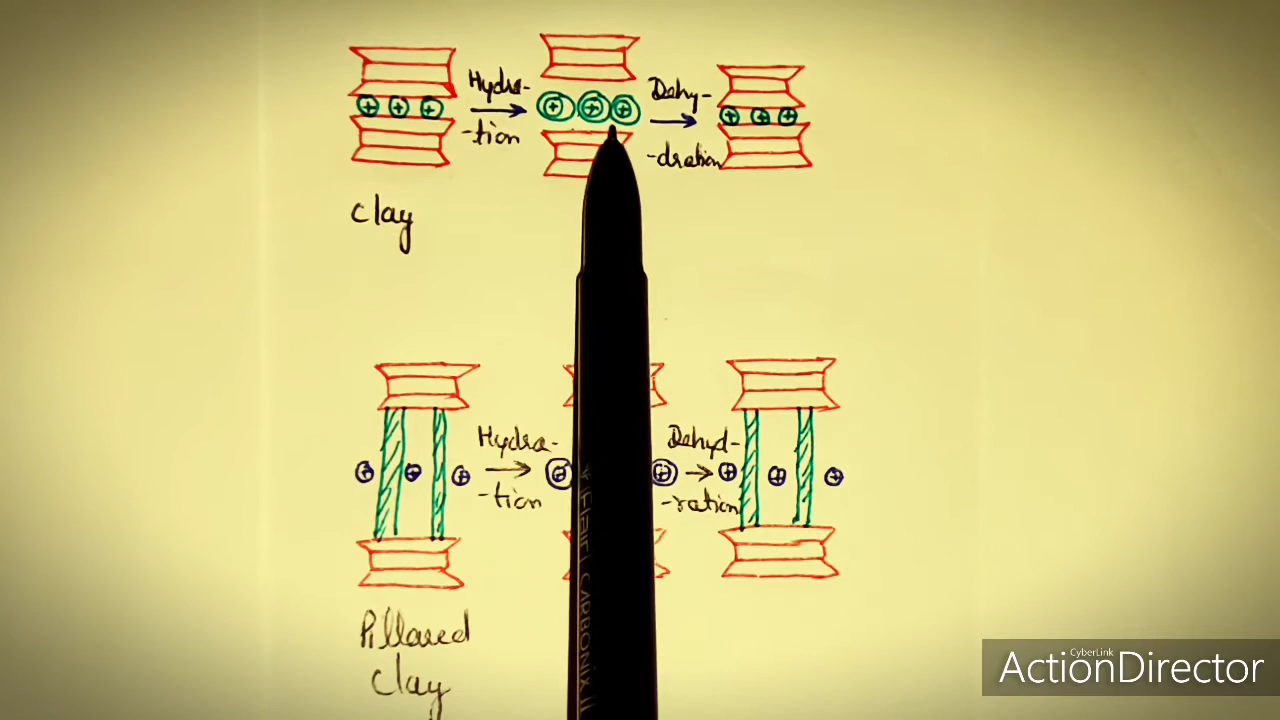 Hydra-
-tion
Dehy-
-dration
clay
Hydra-
-tion
Dehyd-
-ration
Pillared
clay
CyberLink
ActionDirector